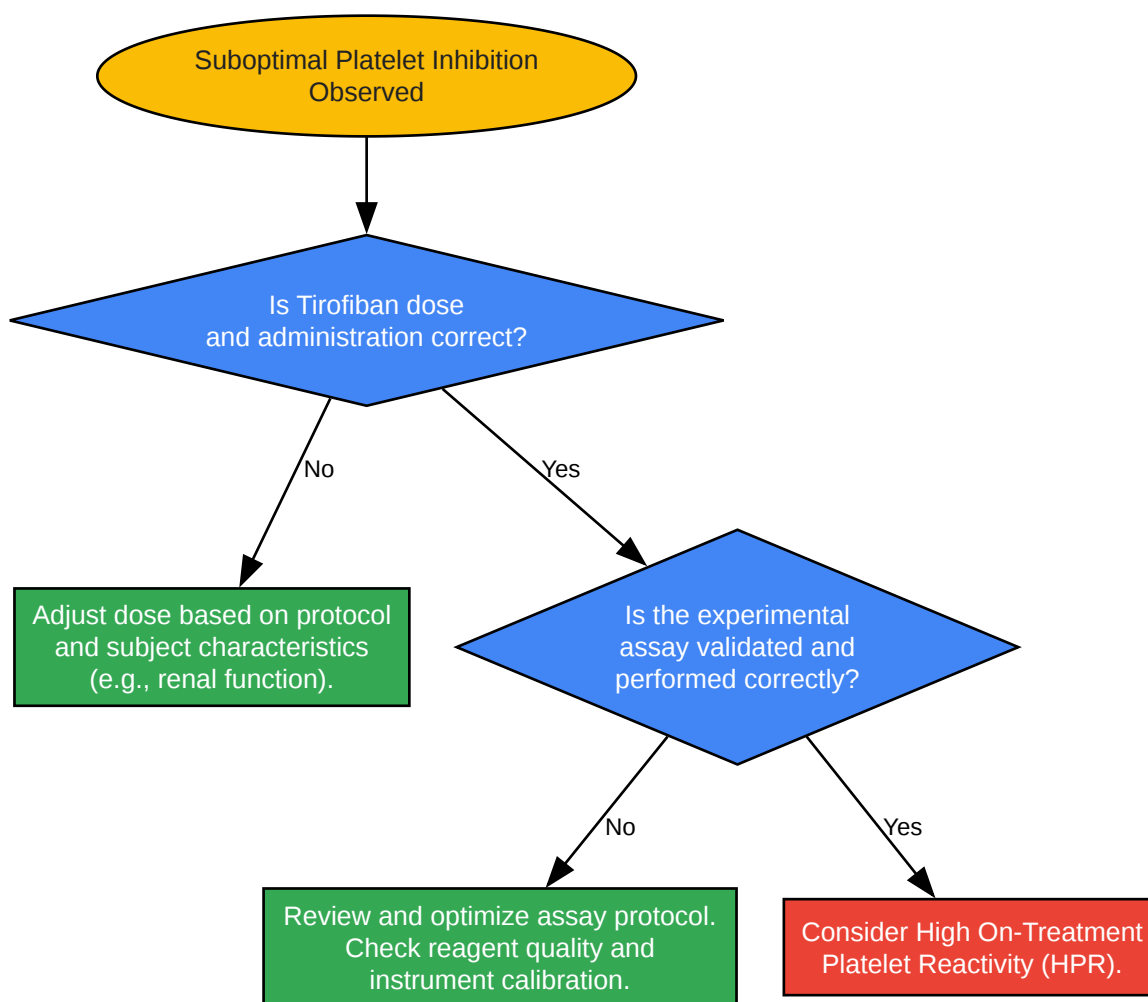 Suboptimal Platelet Inhibition
Observed
Is Tirofiban dose
and administration correct?
No
Yes
Adjust dose based on protocol
and subject characteristics
(e.g., renal function).
Is the experimental
assay validated and
performed correctly?
No
Yes
Review and optimize assay protocol.
Check reagent quality and
instrument calibration.
Consider High On-Treatment
Platelet Reactivity (HPR).